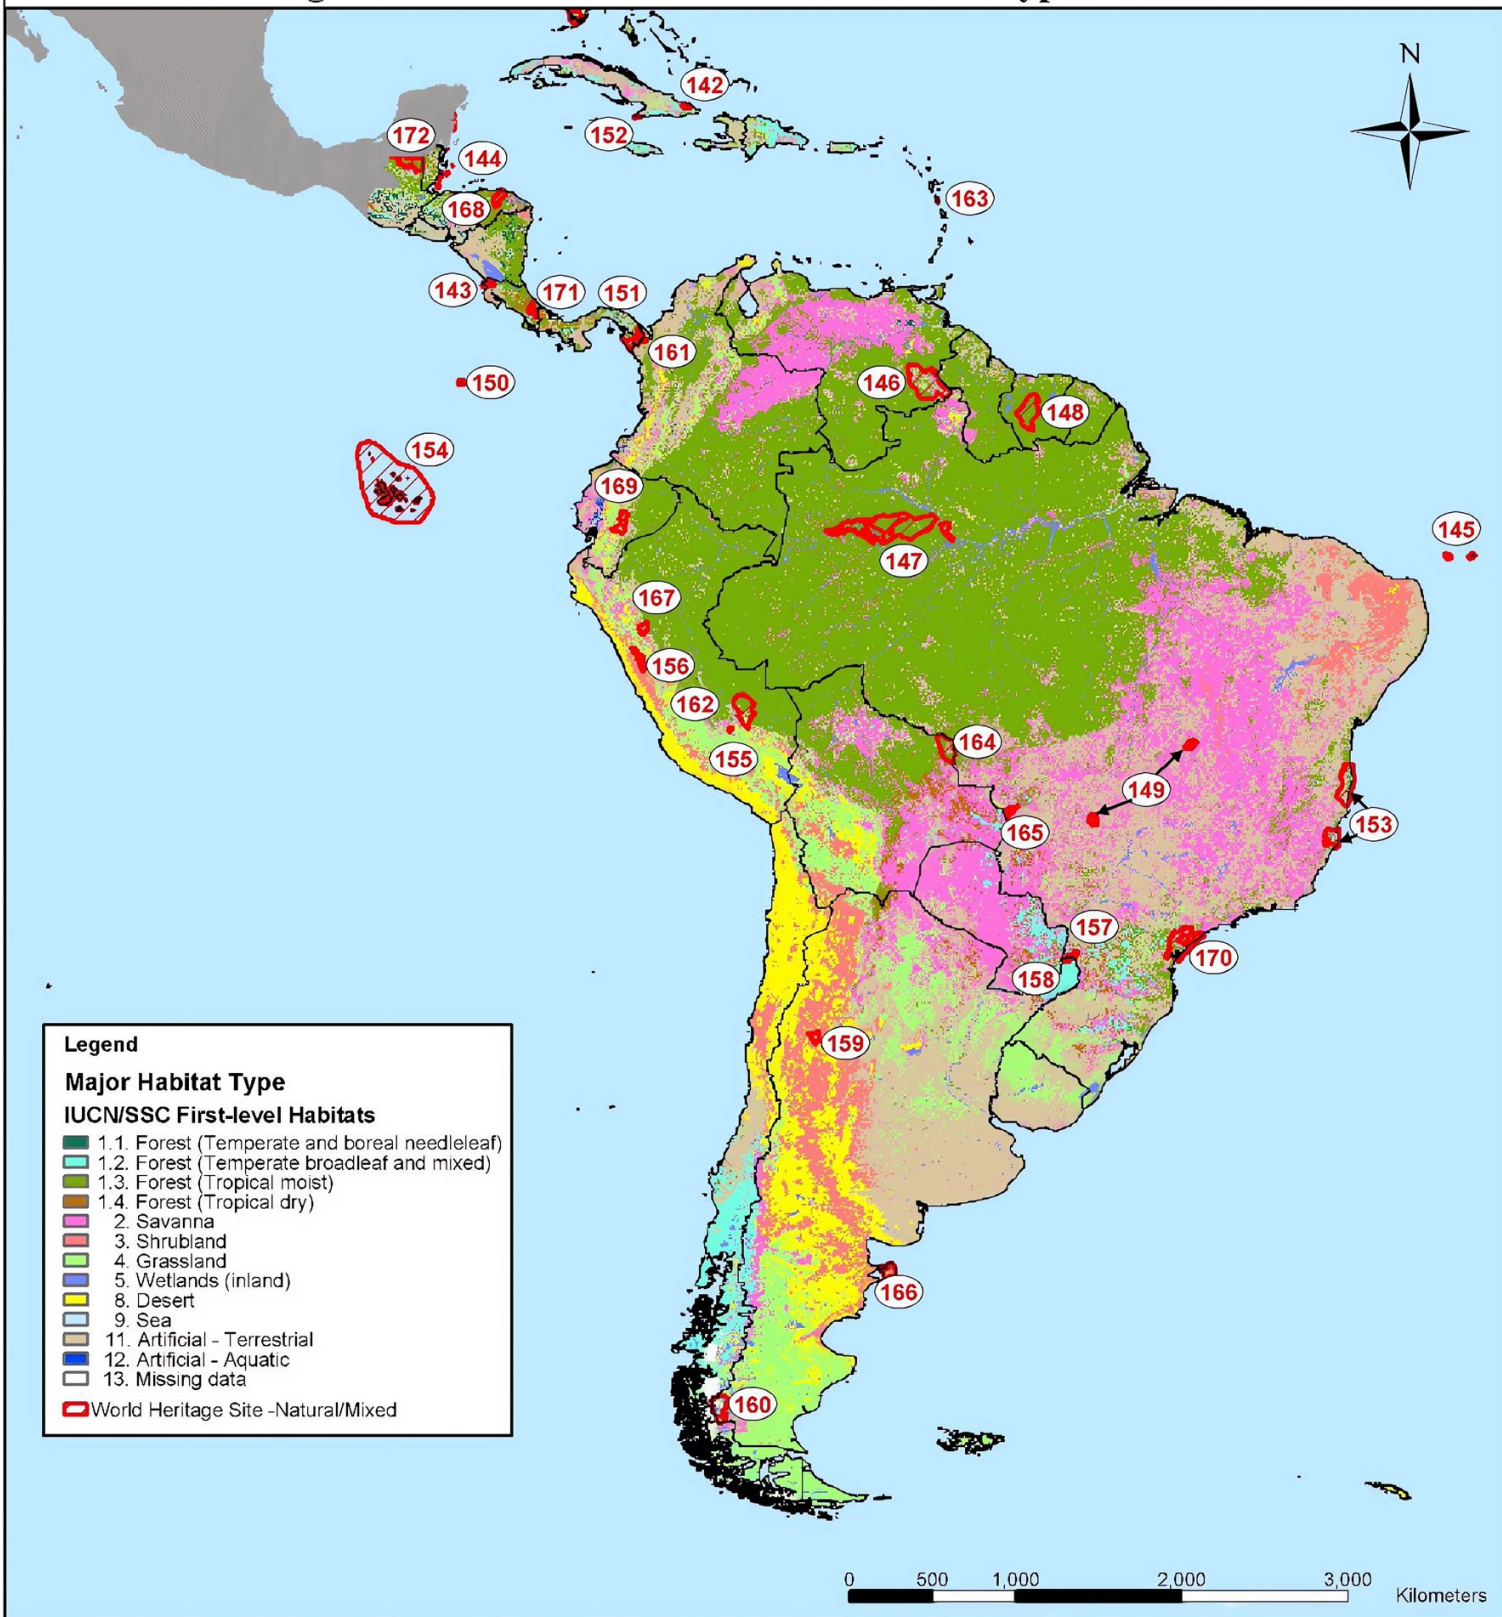 N
142
152
172
144
168
163
143
171
151
161
150
146
148
154
169
147
145
167
156
162
155
164
149
165
153
157
158
170
159
166
160
Legend
Major Habitat Type
IUCN/SSC First-level Habitats
1.1. Forest (Temperate and boreal needleleaf)
1.2. Forest (Temperate broadleaf and mixed)
1.3. Forest (Tropical moist)
1.4. Forest (Tropical dry)
2. Savanna
3. Shrubland
4. Grassland
5. Wetlands (inland)
8. Desert
9. Sea
11. Artificial - Terrestrial
12. Artificial - Aquatic
13. Missing data
World Heritage Site -Natural/Mixed
0 500 1,000 2,000 3,000
Kilometers